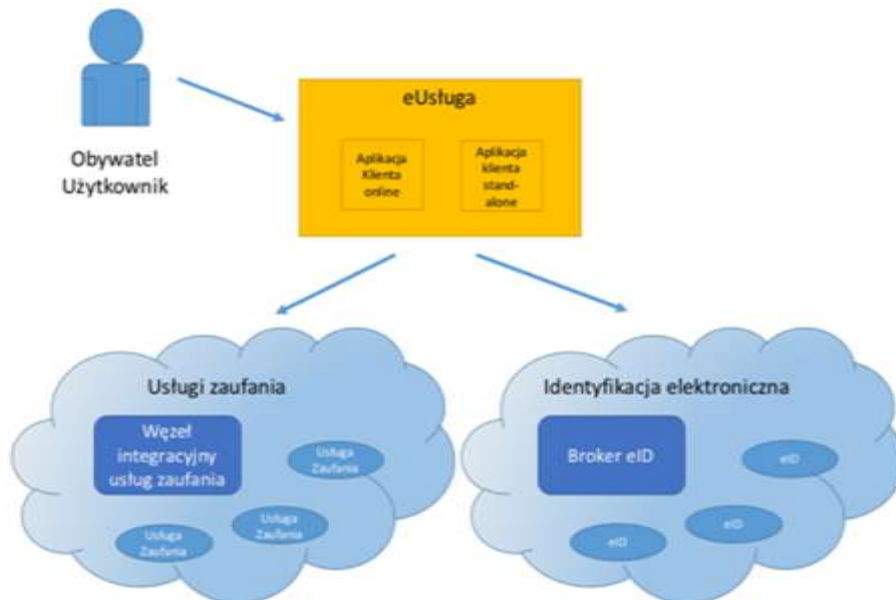 Obywatel
Użytkownik
eUsługa
Aplikacja
Klienta
online
Aplikacja
klienta
stand-
alone
Usługi zaufania
Węzeł
integracyjny
usług zaufania
Usługa
Zaufania
Usługa
Zaufania
Usługa
Zaufania
Identyfikacja elektroniczna
Broker eID
eID
eID
eID